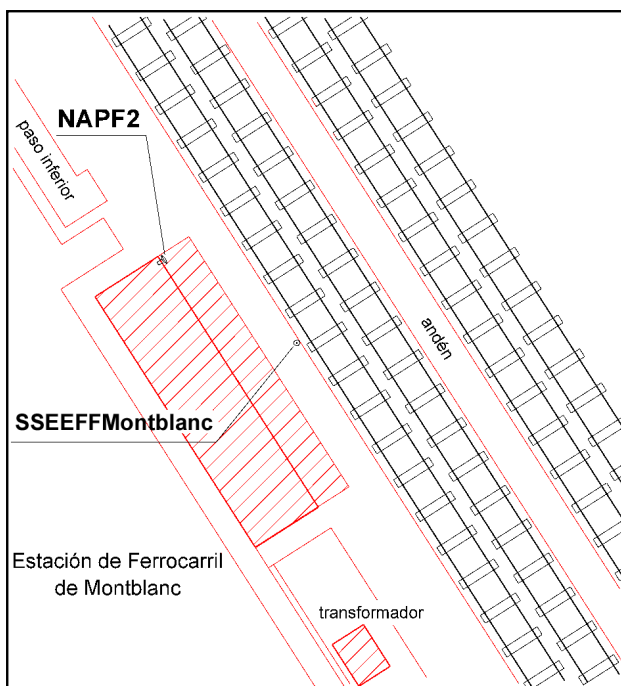 NAPF2
paso inferior
andén
SSEEFFMontblanc
Estación de Ferrocarril
de Montblanc
transformador